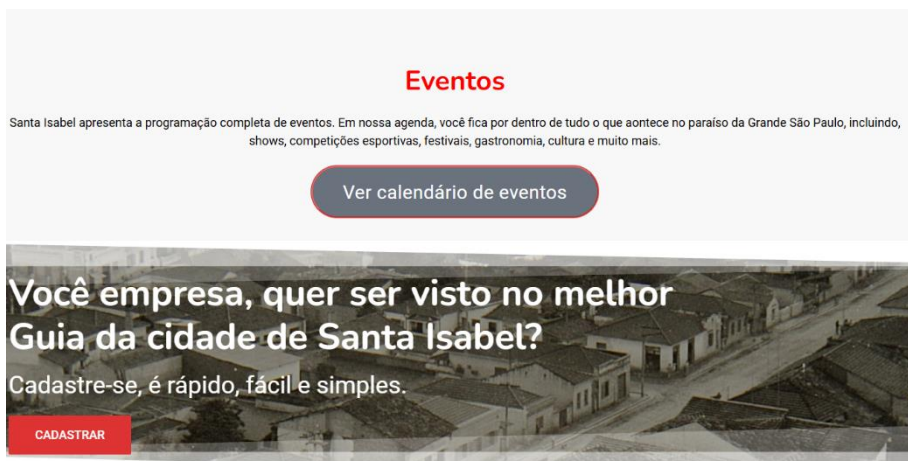 Eventos
Santa Isabel apresenta a programação completa de eventos. Em nossa agenda, você fica por dentro de tudo o que aontece no paraíso da Grande São Paulo, incluindo,
shows, competições esportivas, festivais, gastronomia, cultura e muito mais.
Ver calendário de eventos
Você empresa, quer ser visto no melhor
Guia da cidade de Santa Isabel?
Cadastre-se, é rápido, fácil e simples.
CADASTRAR